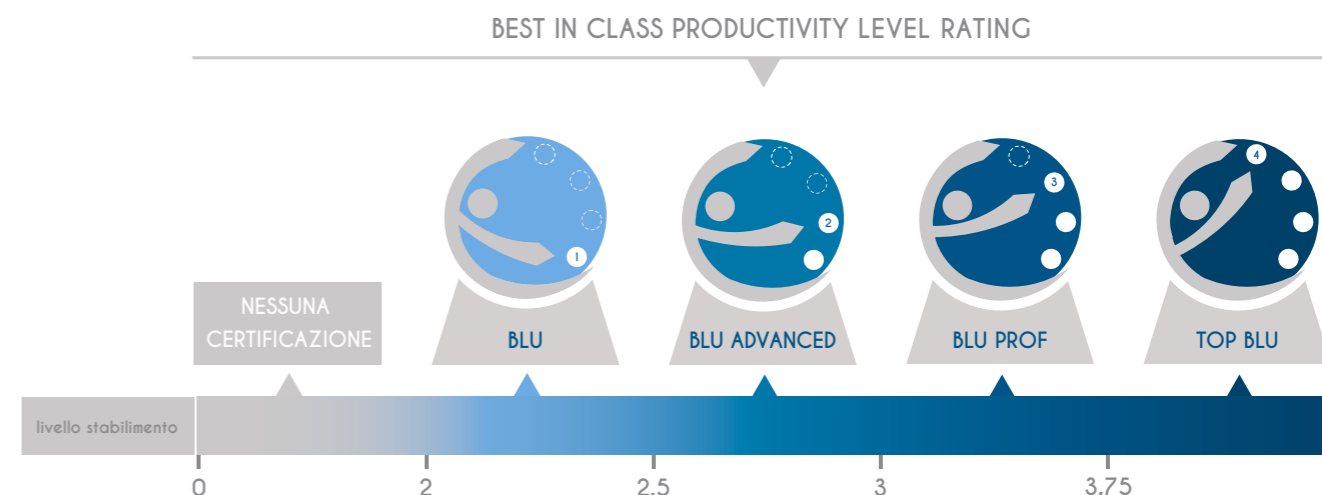 BEST IN CLASS PRODUCTIVITY LEVEL RATING
1
2
3
4
NESSUNA
CERTIFICAZIONE
BLU
BLU ADVANCED
BLU PROF
TOP BLU
livello stabilimento
0
2
2,5
3
3,75